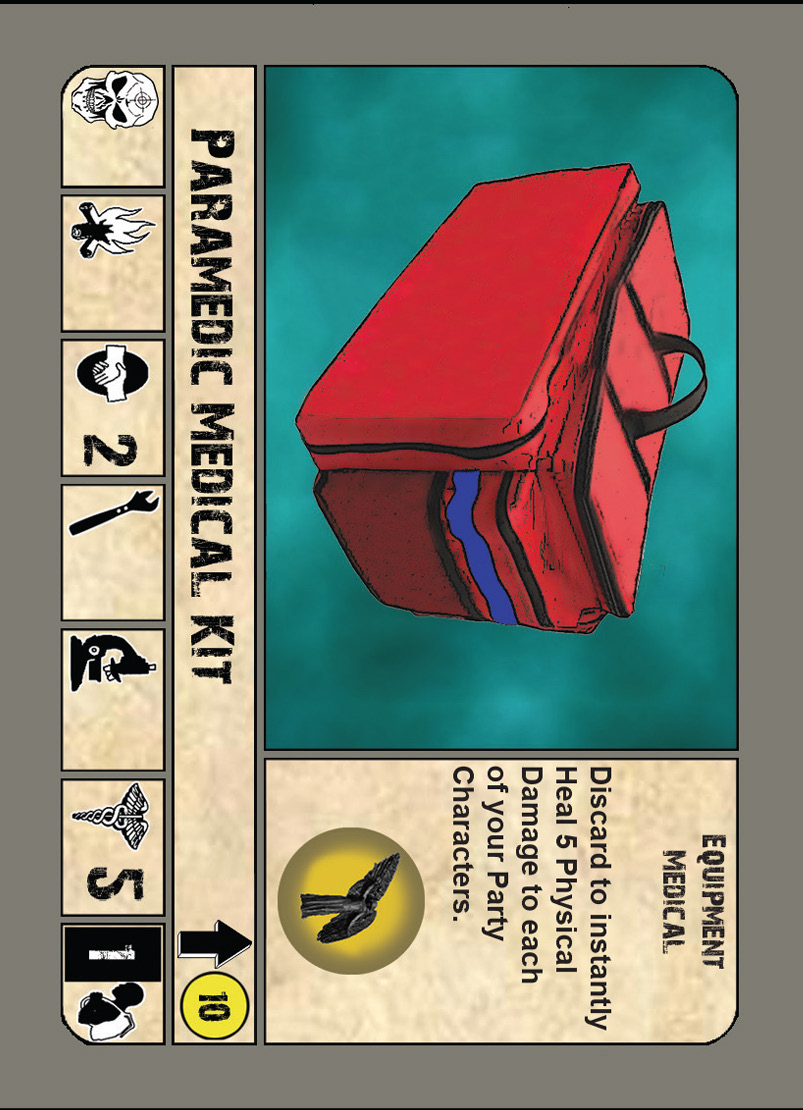 EQUIPMENT
MEDICAL
Discard to instantly
Heal 5 Physical
Damage to each
of your Party
Characters.
PARAMEDIC MEDICAL KIT
10
2
5
1